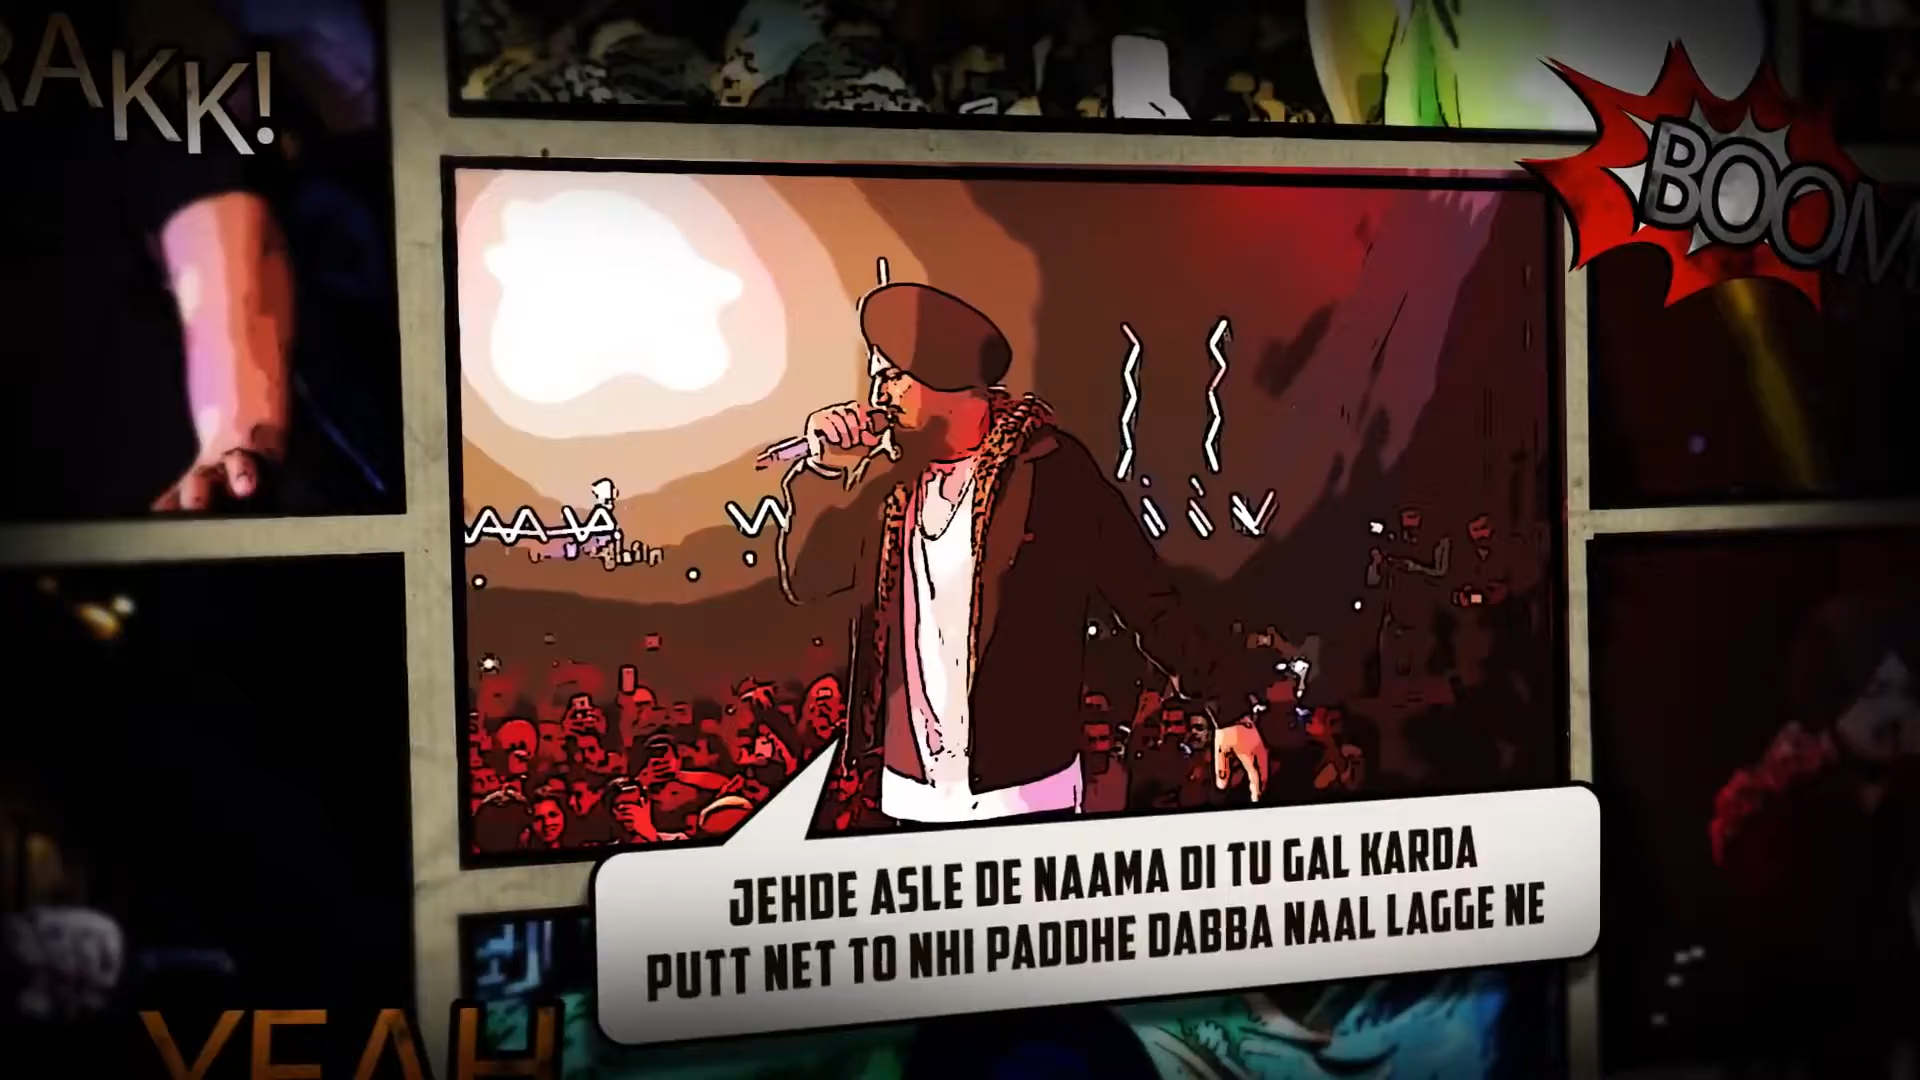 RAKK!
BOOM
JEHDE ASLE DE NAAMA DI TU GAL KARDA
PUTT NET TO NHI PADDHE DABBA NAAL LAGGE NE
YEAH